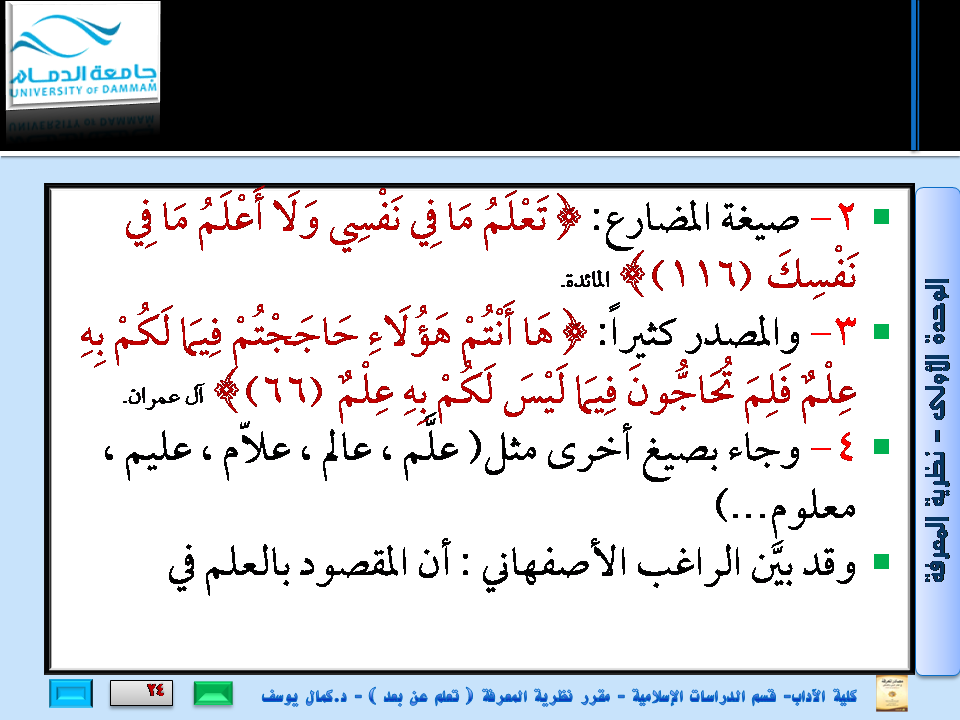 جامعة الدمام
UNIVERSITY OF DAMMAM
٢– صيغة المضارع: ﴿ تَعْلَمُ مَا فِي نَفْسِي وَلَا أَعْلَمُ مَا فِي
نَفْسِكَ (١١٦)﴾ المائدة.
٣– والمصدر كثيراً: ﴿ هَا أَنْتُمْ هَؤُلَاءِ حَاجَجْتُمْ فِيمَا لَكُمْ بِهِ
عِلْمٌ فَلِمَ تُحَاجُّونَ فِيمَا لَيْسَ لَكُمْ بِهِ عِلْمٌ (٦٦)﴾ آل عمران.
٤– وجاء بصيغ أخرى مثل( علَّم ، عالم ، علاّم ، عليم ،
معلوم...)
وقد بيَّن الراغب الأصفهاني : أن المقصود بالعلم في
الوحدة الأولى – نظرية المعرفة
كلية الآداب- قسم الدراسات الإسلامية – مقرر نظرية المعرفة ( تعلم عن بعد ) – د.كمال يوسف
٢٤